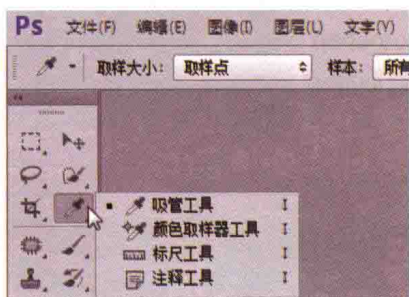 Ps 文件(F) 编辑(E) 图像(I) 图层(L) 文字(Y)
取样大小: 取样点 样本: 所有
吸管工具 I
颜色取样器工具 I
标尺工具 I
注释工具 I